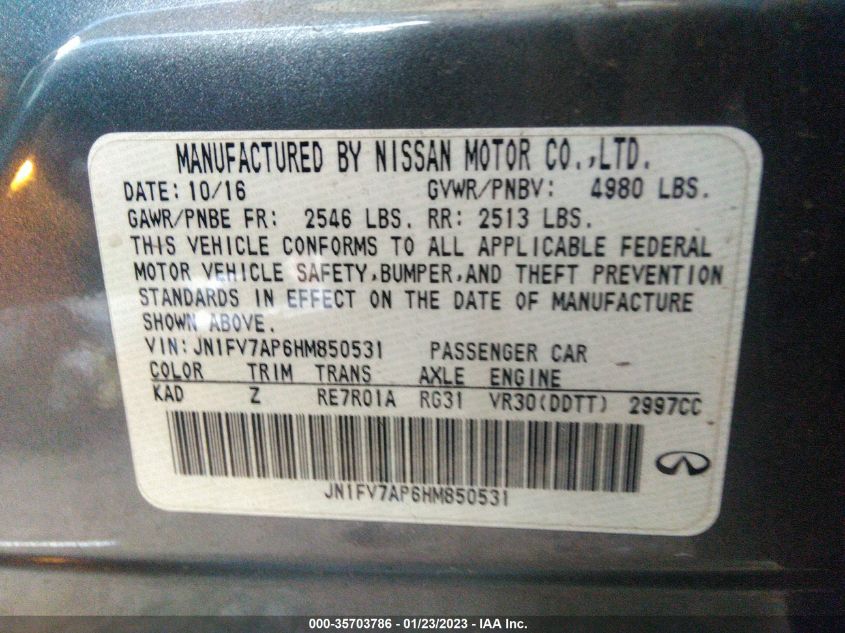 MANUFACTURED BY NISSAN MOTOR CO.,LTD.
DATE: 10/16 GVWR/PNBV: 4980 LBS.
GAWR/PNBE FR: 2546 LBS. RR: 2513 LBS.
THIS VEHICLE CONFORMS TO ALL APPLICABLE FEDERAL
MOTOR VEHICLE SAFETY,BUMPER,AND THEFT PREVENTION
STANDARDS IN EFFECT ON THE DATE OF MANUFACTURE
SHOWN ABOVE.
VIN:JN1FV7AP6HM850531 PASSENGER CAR
COLOR TRIM TRANS AXLE ENGINE
KAD Z RE7R01A RG31 VR30(DDTT) 2997CC
JN1FV7AP6HM850531
000-35703786 - 01/23/2023 - IAA Inc.